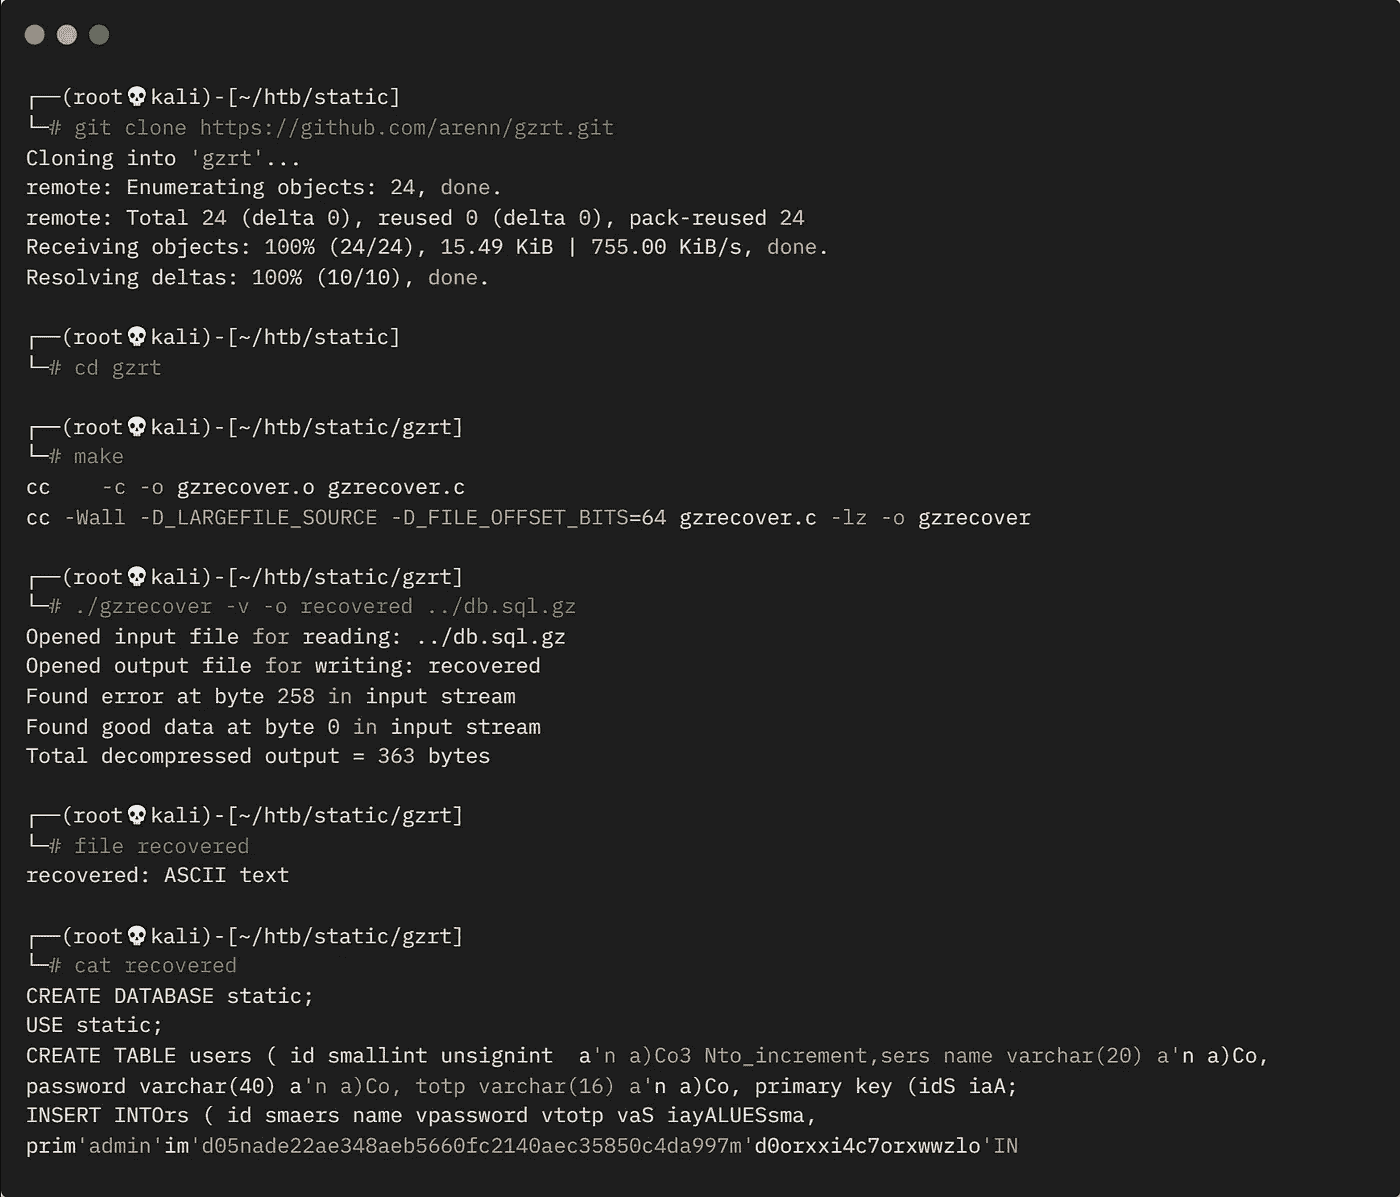 ┌──(root💀kali)-[~/htb/static]
└─# git clone https://github.com/arenn/gzrt.git
Cloning into 'gzrt'...
remote: Enumerating objects: 24, done.
remote: Total 24 (delta 0), reused 0 (delta 0), pack-reused 24
Receiving objects: 100% (24/24), 15.49 KiB | 755.00 KiB/s, done.
Resolving deltas: 100% (10/10), done.
┌──(root💀kali)-[~/htb/static]
└─# cd gzrt
┌──(root💀kali)-[~/htb/static/gzrt]
└─# make
cc    -c -o gzrecover.o gzrecover.c
cc -Wall -D_LARGEFILE_SOURCE -D_FILE_OFFSET_BITS=64 gzrecover.c -lz -o gzrecover
┌──(root💀kali)-[~/htb/static/gzrt]
└─# ./gzrecover -v -o recovered ../db.sql.gz
Opened input file for reading: ../db.sql.gz
Opened output file for writing: recovered
Found error at byte 258 in input stream
Found good data at byte 0 in input stream
Total decompressed output = 363 bytes
┌──(root💀kali)-[~/htb/static/gzrt]
└─# file recovered
recovered: ASCII text
┌──(root💀kali)-[~/htb/static/gzrt]
└─# cat recovered
CREATE DATABASE static;
USE static;
CREATE TABLE users ( id smallint unsignint  a'n a)Co3 Nto_increment,sers name varchar(20) a'n a)Co,
password varchar(40) a'n a)Co, totp varchar(16) a'n a)Co, primary key (idS iaA;
INSERT INTOrs ( id smaers name vpassword vtotp vaS iayALUESsma,
prim'admin'im'd05nade22ae348aeb5660fc2140aec35850c4da997m'd0orxxi4c7orxwwzlo'IN